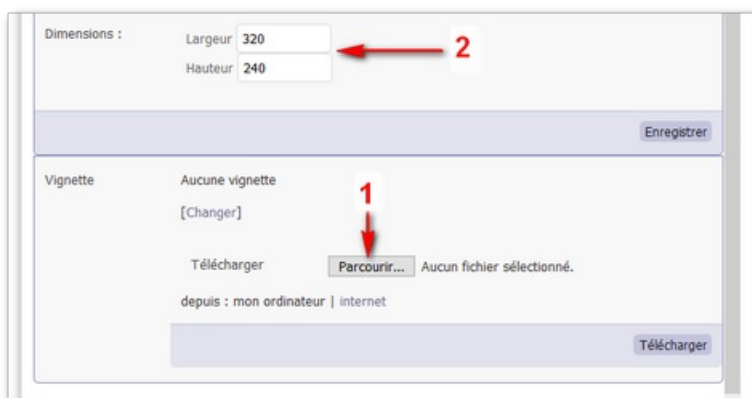 Dimensions :
Largeur 320
2
Hauteur 240
Enregistrer
Vignette
Aucune vignette
1
[Changer]
Télécharger Parcourir... Aucun fichier sélectionné.
depuis : mon ordinateur | internet
Télécharger